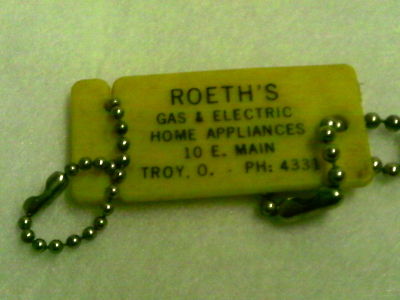 ROETH'S
GAS & ELECTRIC
HOME APPLIANCES
10 E. MAIN
TROY, O. - PH: 4331